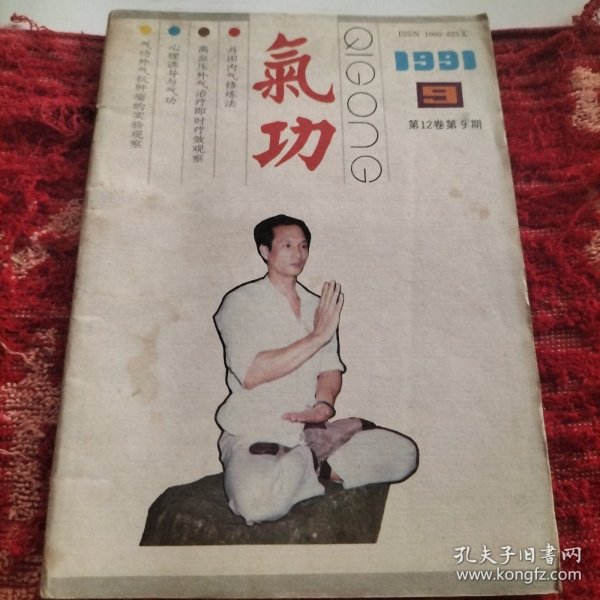 ISSN 1000-825X
1991
9
第12卷第9期
QIGONG
氣功
丹田内气修炼法
高血压外气治疗即时疗效观察
心理诱导与气功
气功外气抗肿瘤的实验观察
孔夫子旧书网
www.kongfz.com